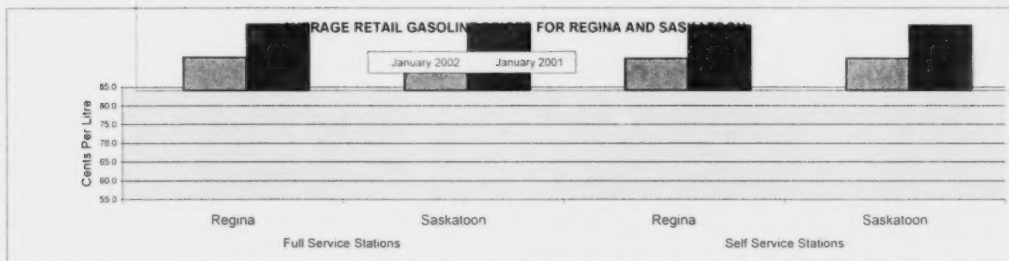 AVERAGE RETAIL GASOLINE PRICES FOR REGINA AND SASKATOON
January 2002 January 2001
Cents Per Litre
85.0
80.0
75.0
70.0
65.0
60.0
55.0
Regina Saskatoon Regina Saskatoon
Full Service Stations Self Service Stations